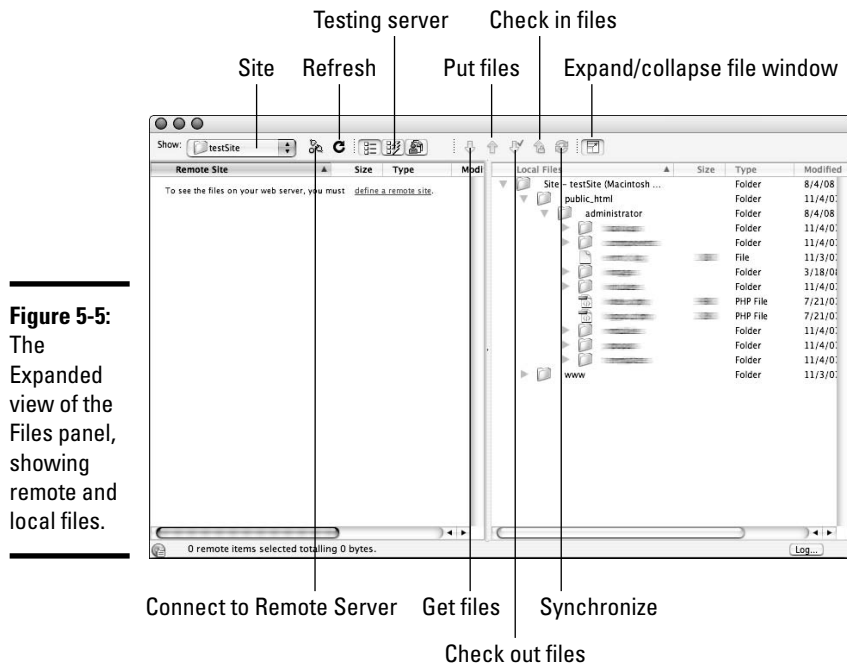 Testing server
Check in files
Site
Refresh
Put files
Expand/collapse file window
Show:
testSite
Remote Site
Size
Type
Modi
Local Files
Size
Type
Modified
To see the files on your web server, you must define a remote site.
Site – testSite (Macintosh ...
Folder
8/4/08
public_html
Folder
11/4/0
administrator
Folder
8/4/08
Folder
11/4/0
Folder
11/4/0
File
11/3/0
Folder
3/18/0
Folder
11/4/0
PHP File
7/21/0
PHP File
7/21/0
Folder
11/4/0
Folder
11/4/0
Folder
11/4/0
www
Folder
11/3/0
0 remote items selected totalling 0 bytes.
Log...
Figure 5-5:
The
Expanded
view of the
Files panel,
showing
remote and
local files.
Connect to Remote Server
Get files
Synchronize
Check out files